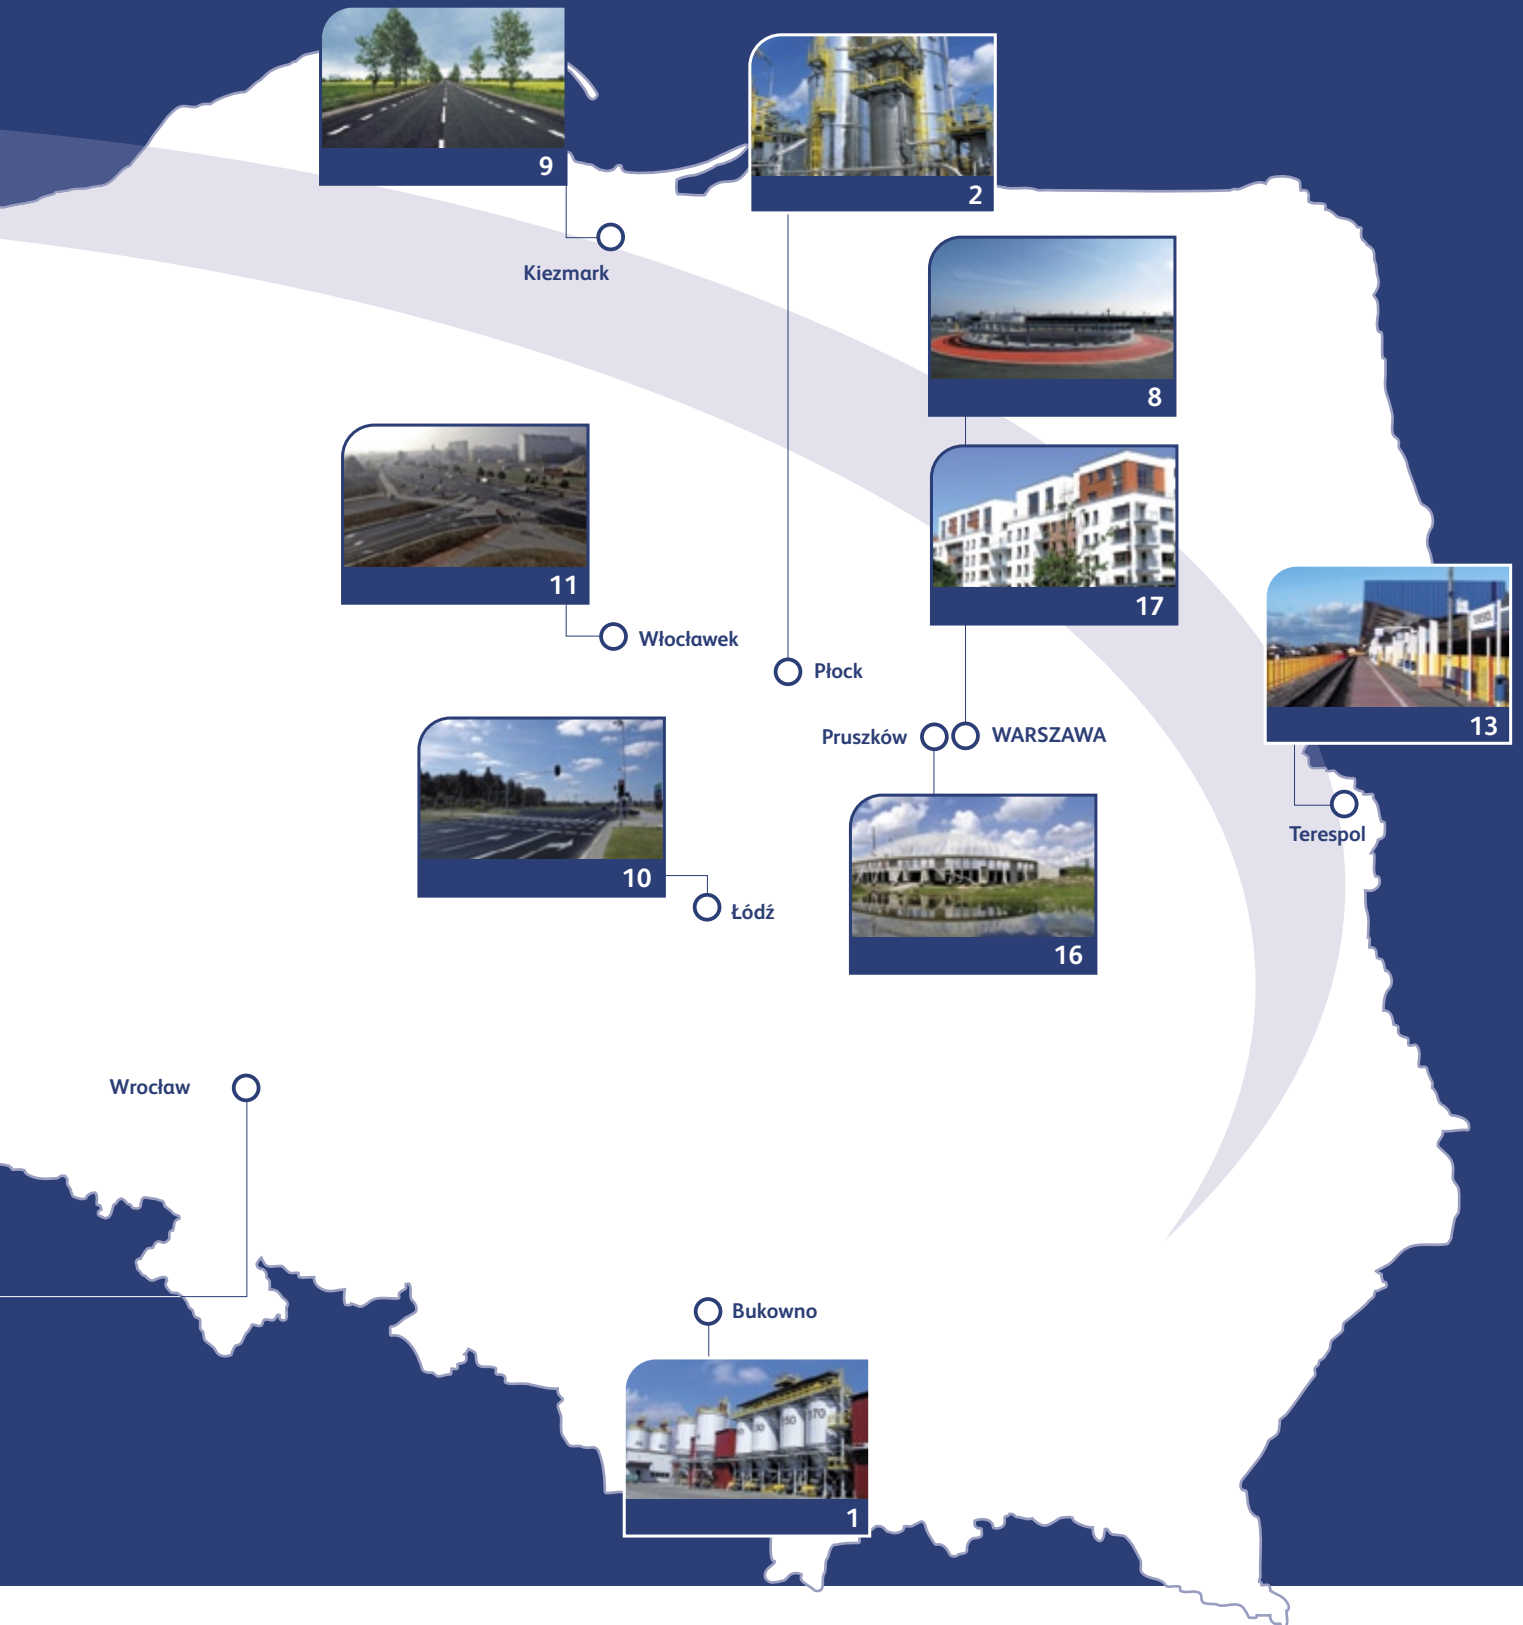 9
2
Kiezmark
8
11
17
Włocławek
Płock
13
Pruszków
WARSZAWA
Terespol
10
Łódź
16
Wrocław
Bukowno
1